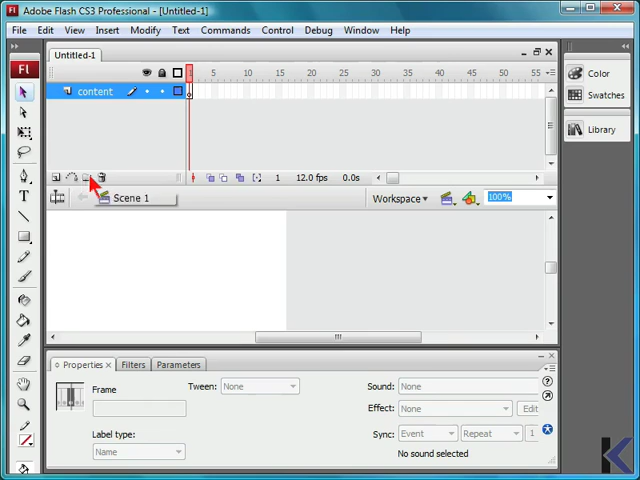 Fl Adobe Flash CS3 Professional - [Untitled-1]
File Edit View Insert Modify Text Commands Control Debug Window Help
Untitled-1
Fl
1 5 10 15 20 25 30 35 40 45 50 55
Color
content
Swatches
Library
1 12.0 fps 0.0s
Scene 1
Workspace
100%
T
Properties Filters Parameters
Frame
Tween: None
Sound: None
Effect: None
Edit
Label type:
Sync: Event Repeat 1
Name
No sound selected
K